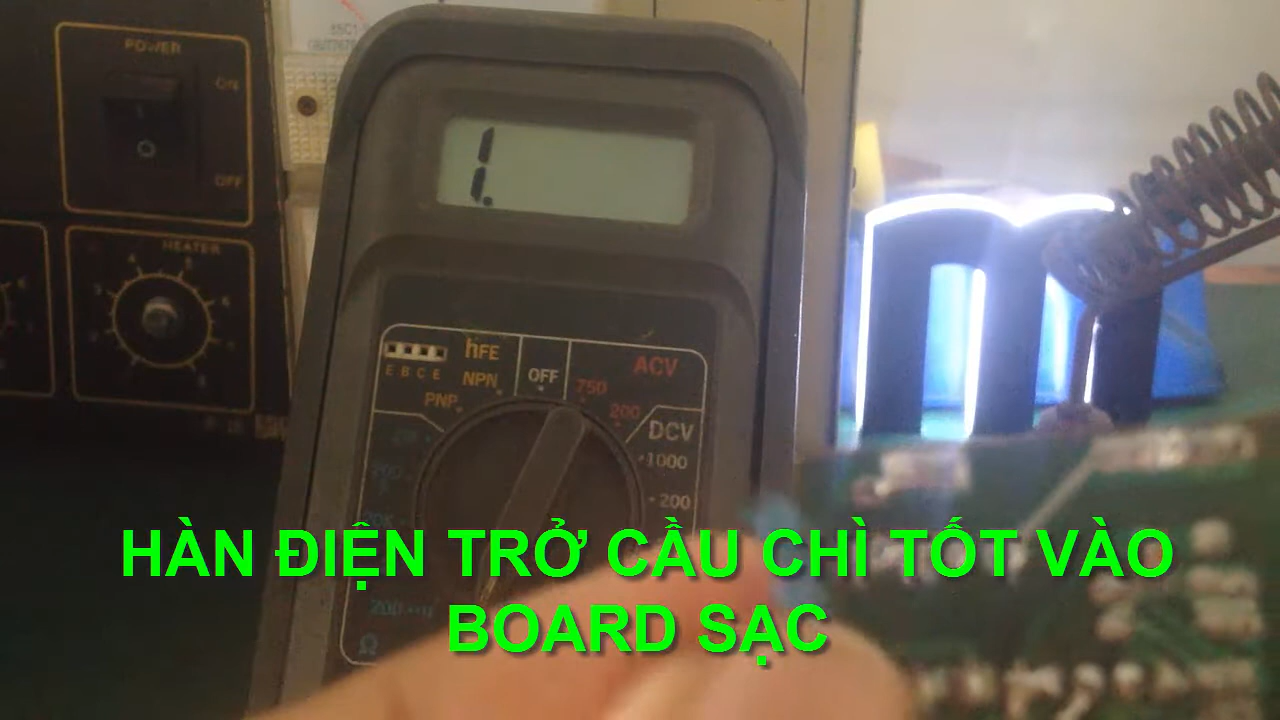 POWER
ON
OFF
HEATER
1.
hFE
E B C E
NPN
PNP
OFF
ACV
750
200
DCV
1000
200
Ω
HÀN ĐIỆN TRỞ CẦU CHÌ TỐT VÀO
BOARD SẠC